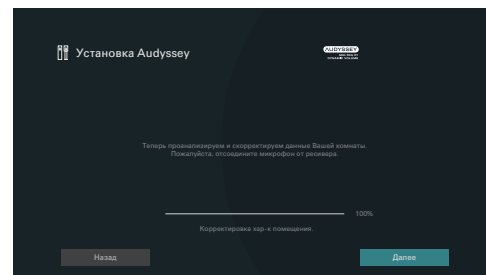 Установка Audyssey
AUDYSSEY
Теперь проанализируем и скорректируем данные Вашей комнаты.
Пожалуйста, отсоедините микрофон от ресивера.
100%
Корректировка хар-к помещения.
Назад
Далее